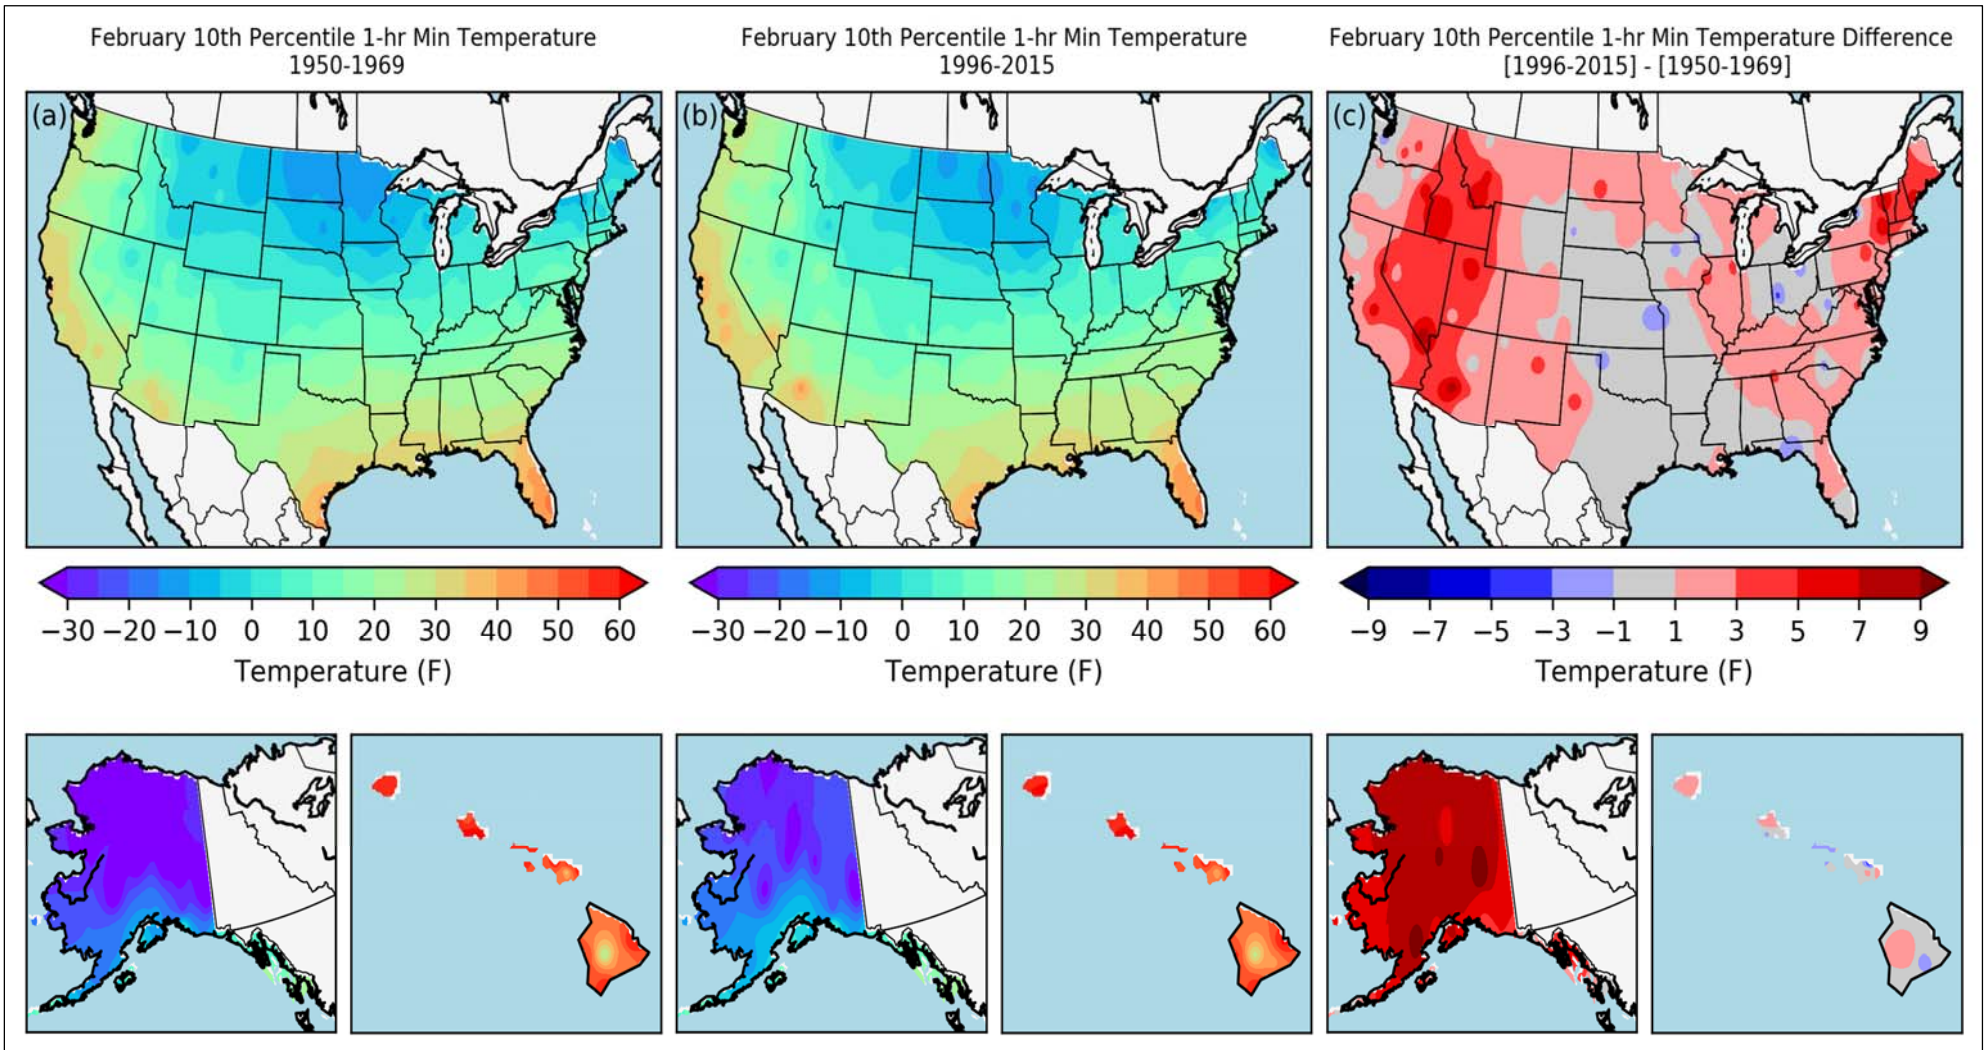 February 10th Percentile 1-hr Min Temperature
1950-1969
February 10th Percentile 1-hr Min Temperature
1996-2015
February 10th Percentile 1-hr Min Temperature Difference
[1996-2015] - [1950-1969]
(a)
(b)
(c)
−30 −20 −10 0 10 20 30 40 50 60
Temperature (F)
−30 −20 −10 0 10 20 30 40 50 60
Temperature (F)
−9 −7 −5 −3 −1 1 3 5 7 9
Temperature (F)